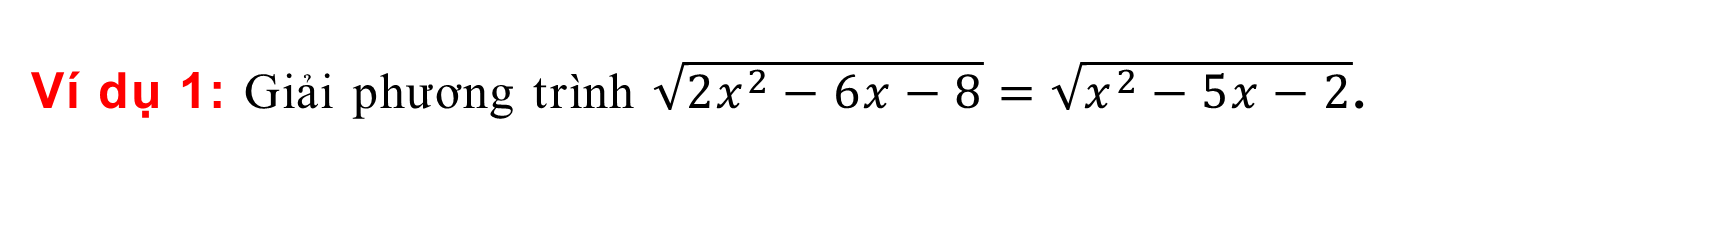 Ví dụ 1: Giải phương trình √(2x² − 6x − 8) = √(x² − 5x − 2).